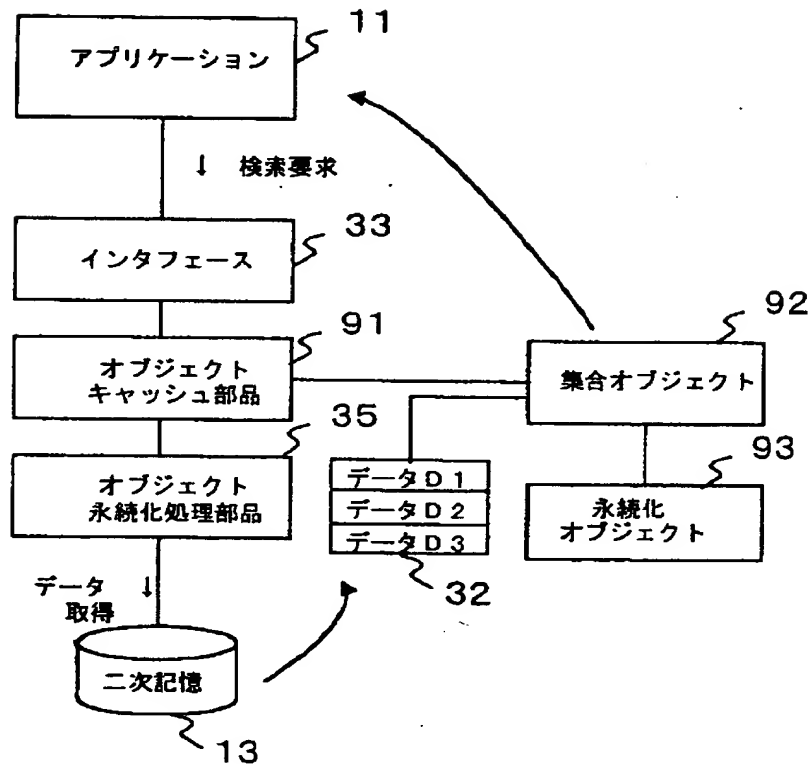 11
アプリケーション
↓ 検索要求
33
インタフェース
91
オブジェクト
キャッシュ部品
35
オブジェクト
永続化処理部品
データ ↓
取得
二次記憶
13
データD1
データD2
データD3
32
92
集合オブジェクト
93
永続化
オブジェクト